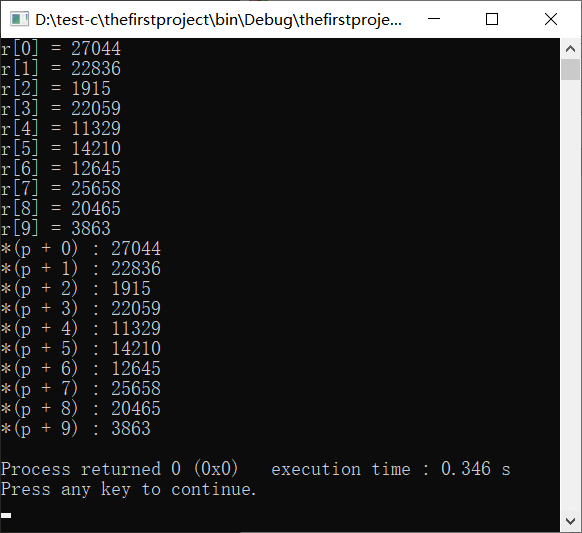 D:\test-c\thefirstproject\bin\Debug\thefirstproje...
r[0] = 27044
r[1] = 22836
r[2] = 1915
r[3] = 22059
r[4] = 11329
r[5] = 14210
r[6] = 12645
r[7] = 25658
r[8] = 20465
r[9] = 3863
*(p + 0) : 27044
*(p + 1) : 22836
*(p + 2) : 1915
*(p + 3) : 22059
*(p + 4) : 11329
*(p + 5) : 14210
*(p + 6) : 12645
*(p + 7) : 25658
*(p + 8) : 20465
*(p + 9) : 3863
Process returned 0 (0x0)   execution time : 0.346 s
Press any key to continue.